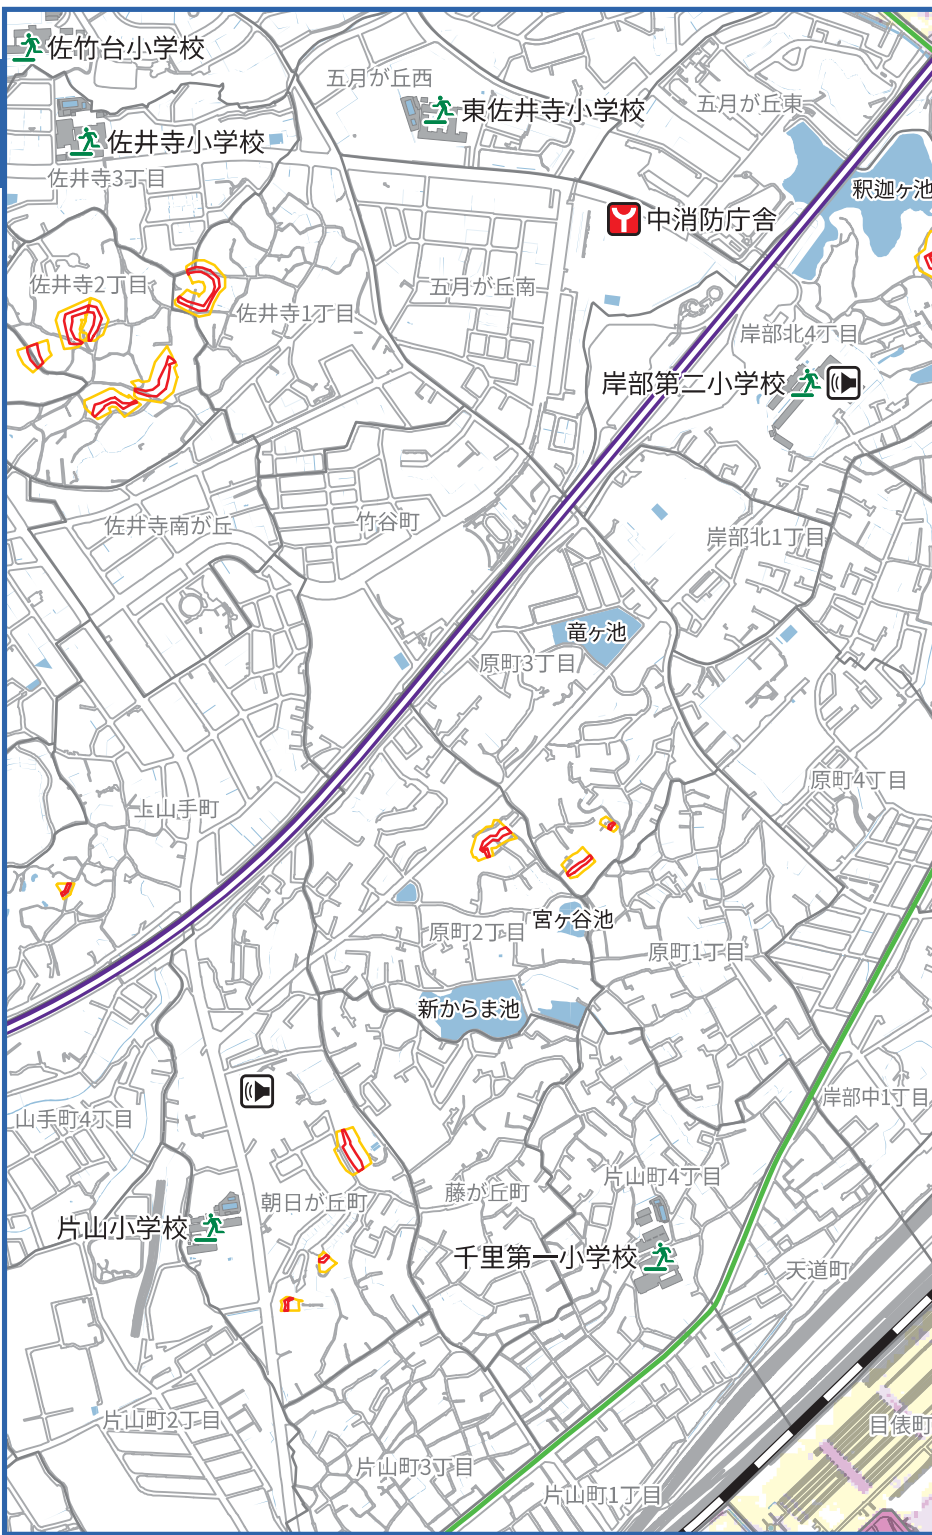 佐竹台小学校
五月が丘西
東佐井寺小学校
五月が丘東
佐井寺小学校
佐井寺3丁目
釈迦ヶ池
中消防庁舎
佐井寺2丁目
五月が丘南
佐井寺1丁目
岸部北4丁目
岸部第二小学校
竹谷町
佐井寺南が丘
岸部北1丁目
竜ヶ池
原町3丁目
原町4丁目
上山手町
宮ヶ谷池
原町2丁目
原町1丁目
新からま池
岸部中1丁目
山手町4丁目
片山町4丁目
藤が丘町
朝日が丘町
片山小学校
千里第一小学校
天道町
片山町2丁目
目俵町
片山町3丁目
片山町1丁目